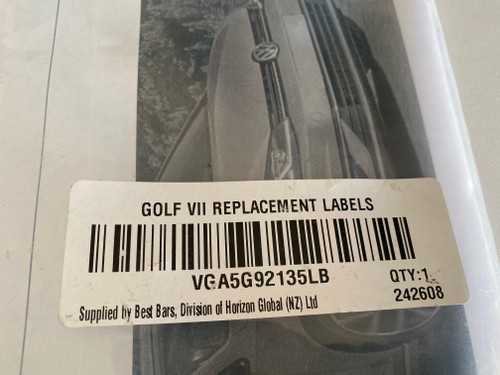 GOLF VII REPLACEMENT LABELS
VGA5G92135LB
QTY:1
242608
Supplied by Best Bars, Division of Horizon Global (NZ) Ltd